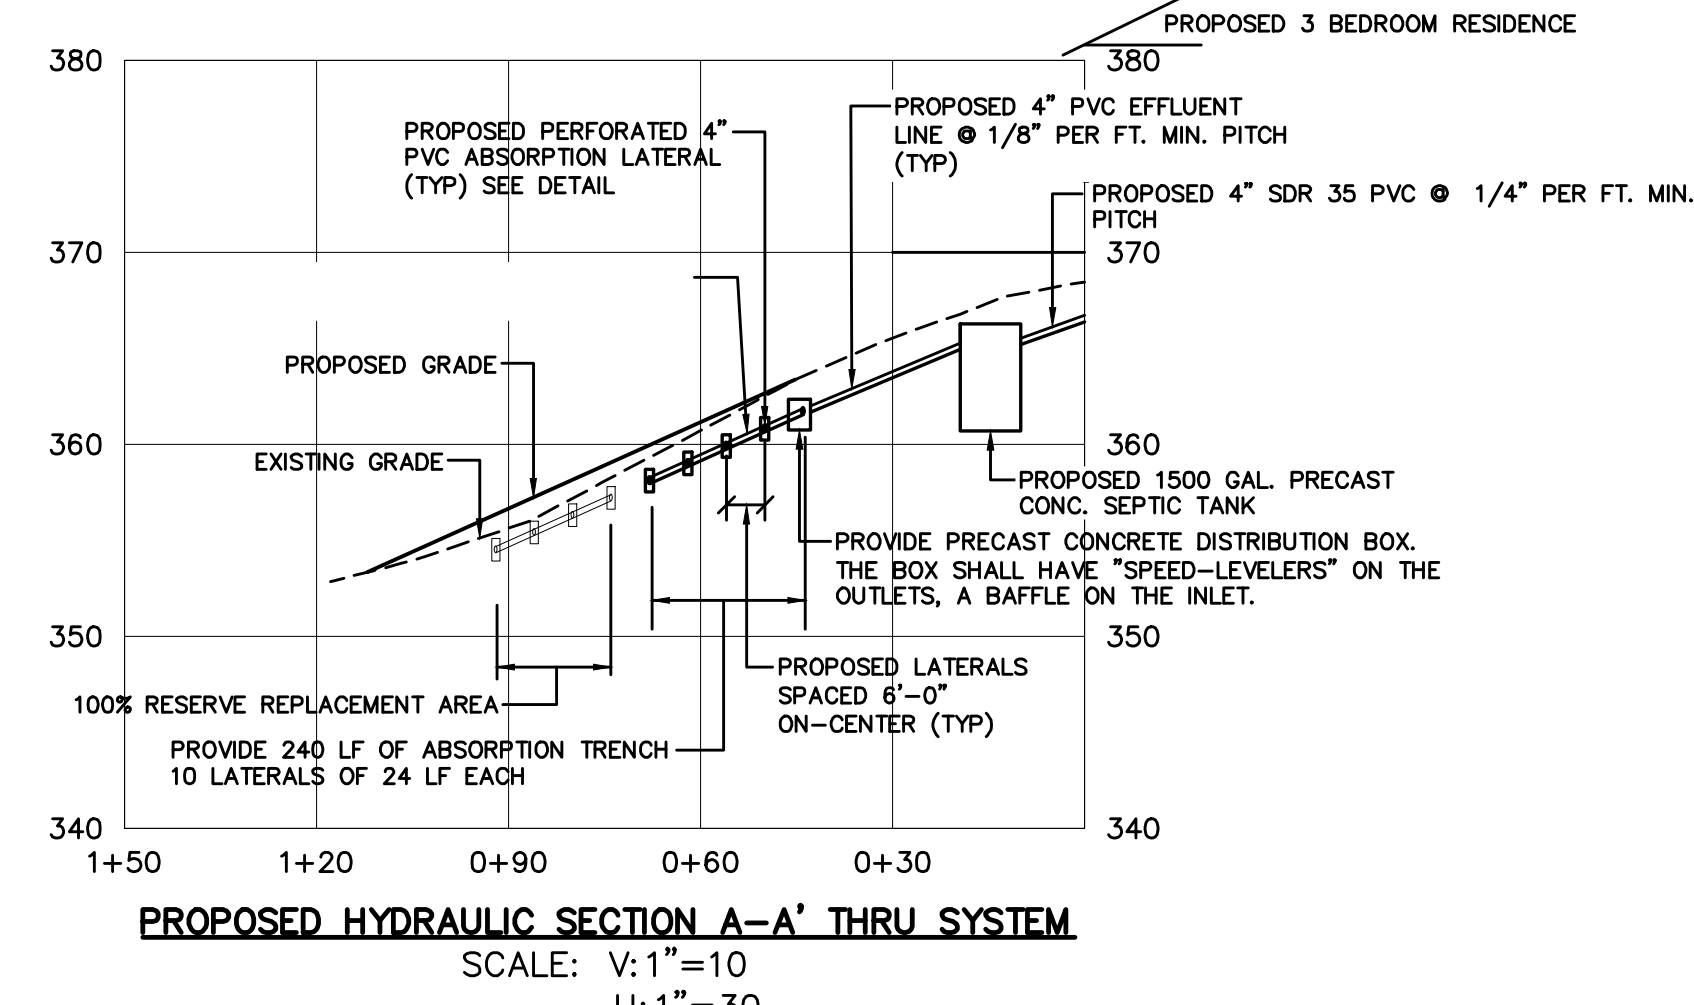 PROPOSED 3 BEDROOM RESIDENCE
380
380
PROPOSED 4" PVC EFFLUENT
LINE @ 1/8" PER FT. MIN. PITCH
(TYP)
PROPOSED PERFORATED 4"
PVC ABSORPTION LATERAL
(TYP) SEE DETAIL
PROPOSED 4" SDR 35 PVC @ 1/4" PER FT. MIN.
PITCH
370
370
PROPOSED GRADE
EXISTING GRADE
360
360
PROPOSED 1500 GAL. PRECAST
CONC. SEPTIC TANK
PROVIDE PRECAST CONCRETE DISTRIBUTION BOX.
THE BOX SHALL HAVE "SPEED-LEVELERS" ON THE
OUTLETS, A BAFFLE ON THE INLET.
350
350
PROPOSED LATERALS
SPACED 6'-0"
ON-CENTER (TYP)
100% RESERVE REPLACEMENT AREA
PROVIDE 240 LF OF ABSORPTION TRENCH
10 LATERALS OF 24 LF EACH
340
340
1+50 1+20 0+90 0+60 0+30
PROPOSED HYDRAULIC SECTION A-A' THRU SYSTEM
SCALE: V: 1"=10
H: 1"=30